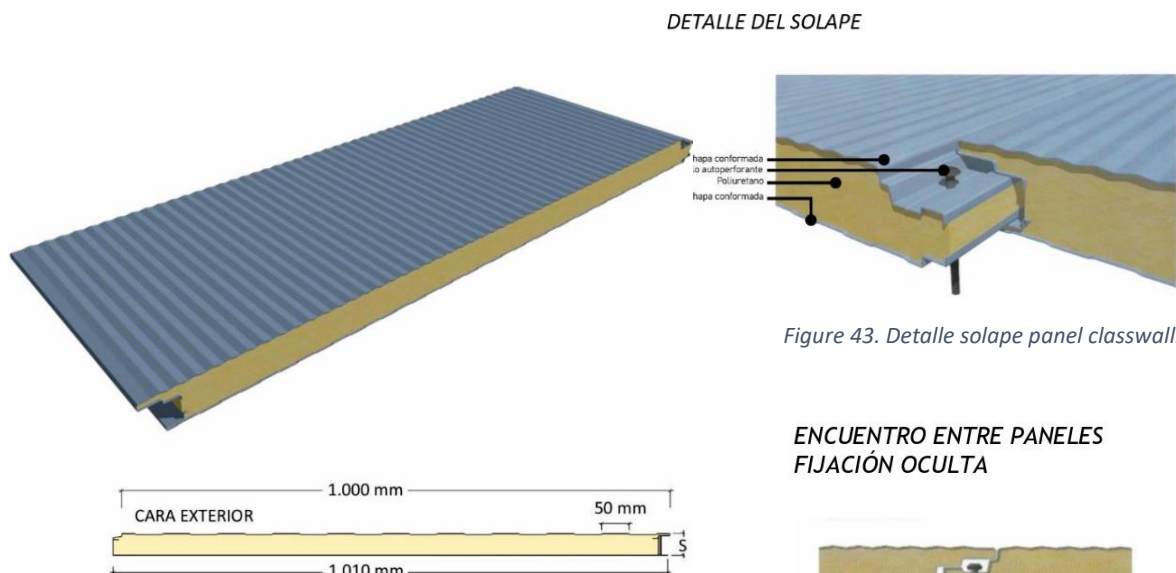 DETALLE DEL SOLAPE
hapa conformada
lo autoperforante
Poliuretano
hapa conformada
Figure 43. Detalle solape panel classwall
ENCUENTRO ENTRE PANELES
FIJACIÓN OCULTA
1.000 mm
CARA EXTERIOR
50 mm
S
1.010 mm